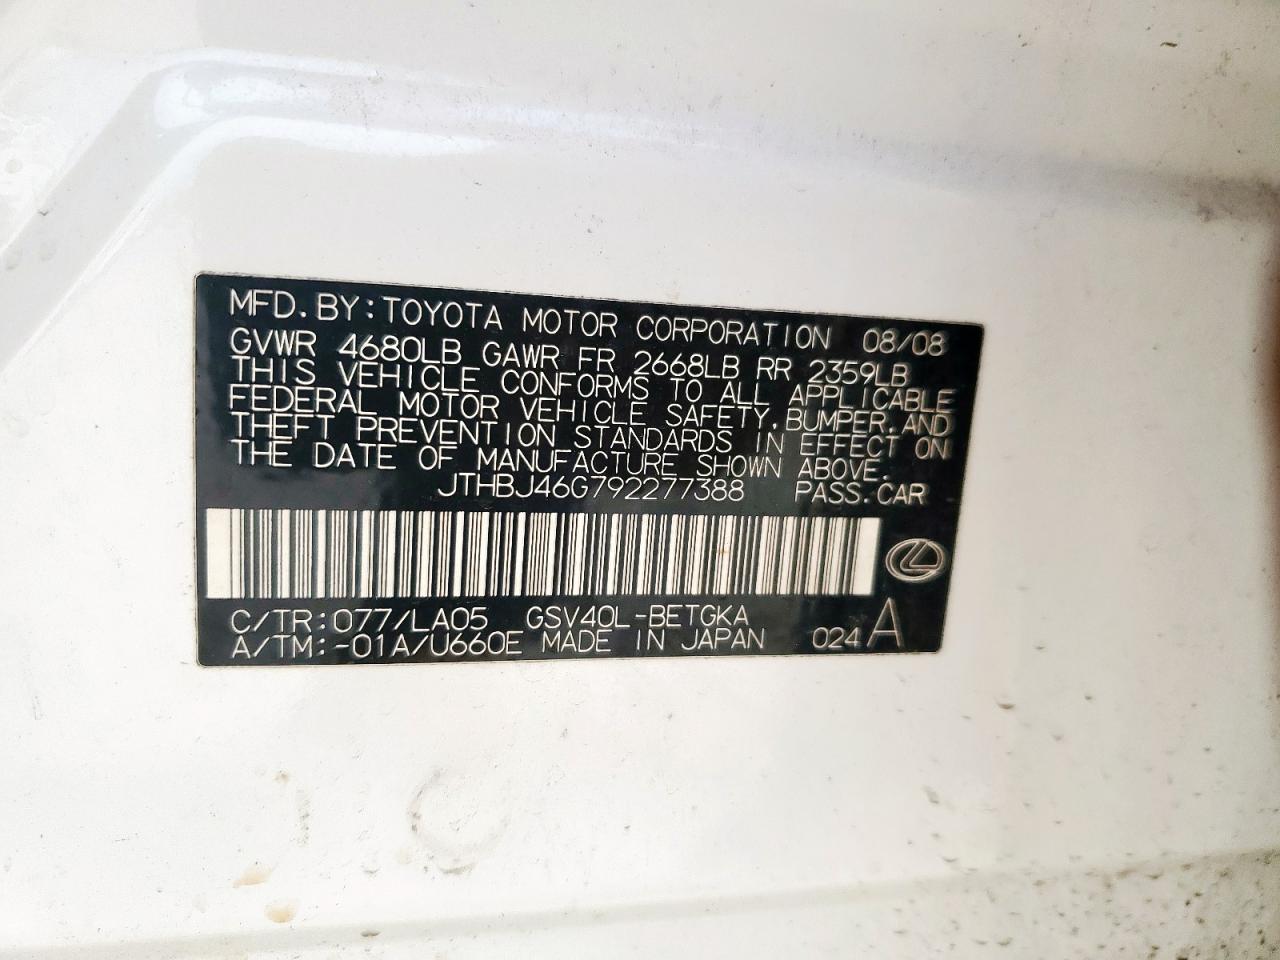 MFD. BY: TOYOTA MOTOR CORPORATION 08/08
GVWR 4680LB GAWR FR 2668LB RR 2359LB
THIS VEHICLE CONFORMS TO ALL APPLICABLE
FEDERAL MOTOR VEHICLE SAFETY, BUMPER, AND
THEFT PREVENTION STANDARDS IN EFFECT ON
THE DATE OF MANUFACTURE SHOWN ABOVE.
JTHBJ46G792277388 PASS. CAR
C/TR: 077/LA05 GSV40L-BETGKA
A/TM: -01A/U660E MADE IN JAPAN 024 A